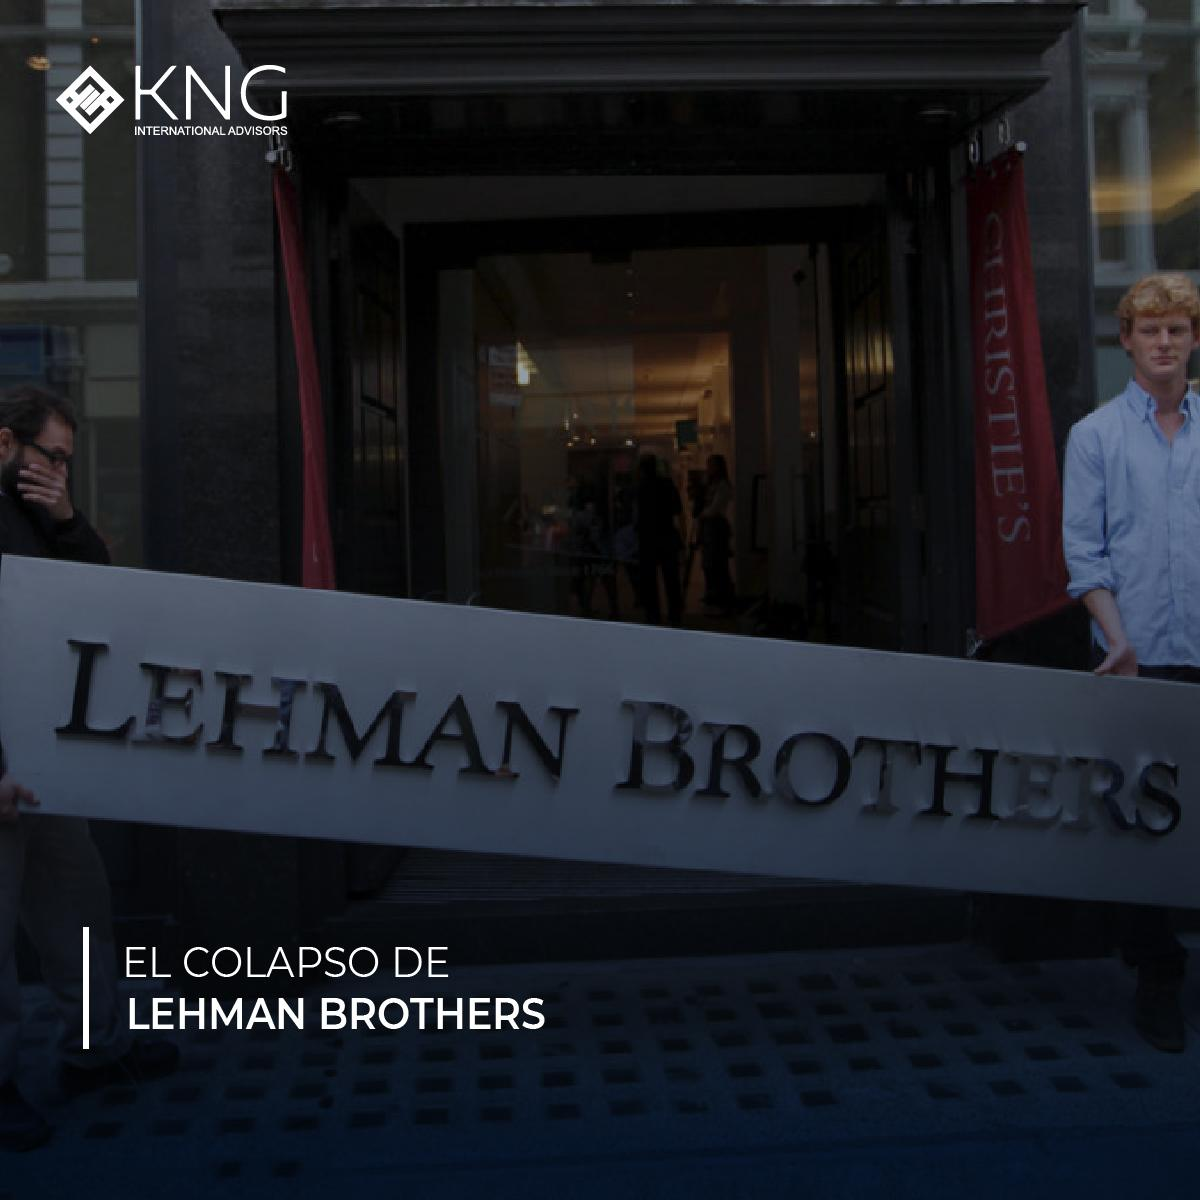 KNG
INTERNATIONAL ADVISORS
CHRISTIE'S
LEHMAN BROTHERS
EL COLAPSO DE
LEHMAN BROTHERS